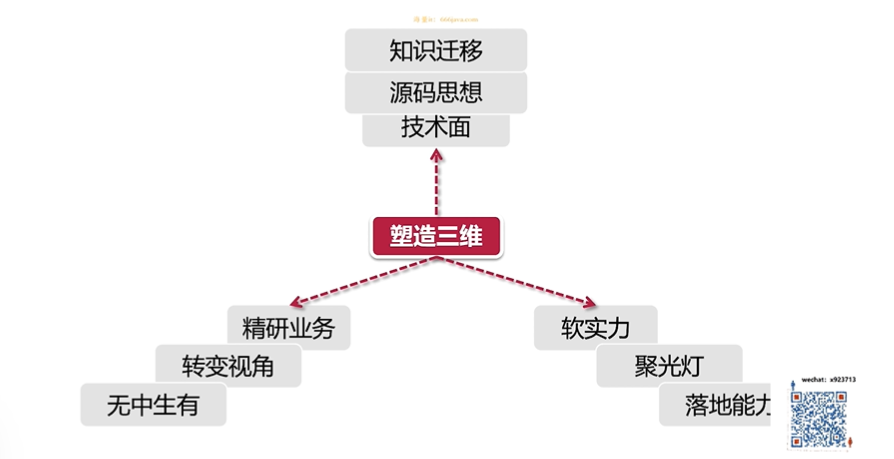 知识迁移
源码思想
技术面
塑造三维
精研业务
软实力
转变视角
聚光灯
无中生有
落地能力
wechat: x923713